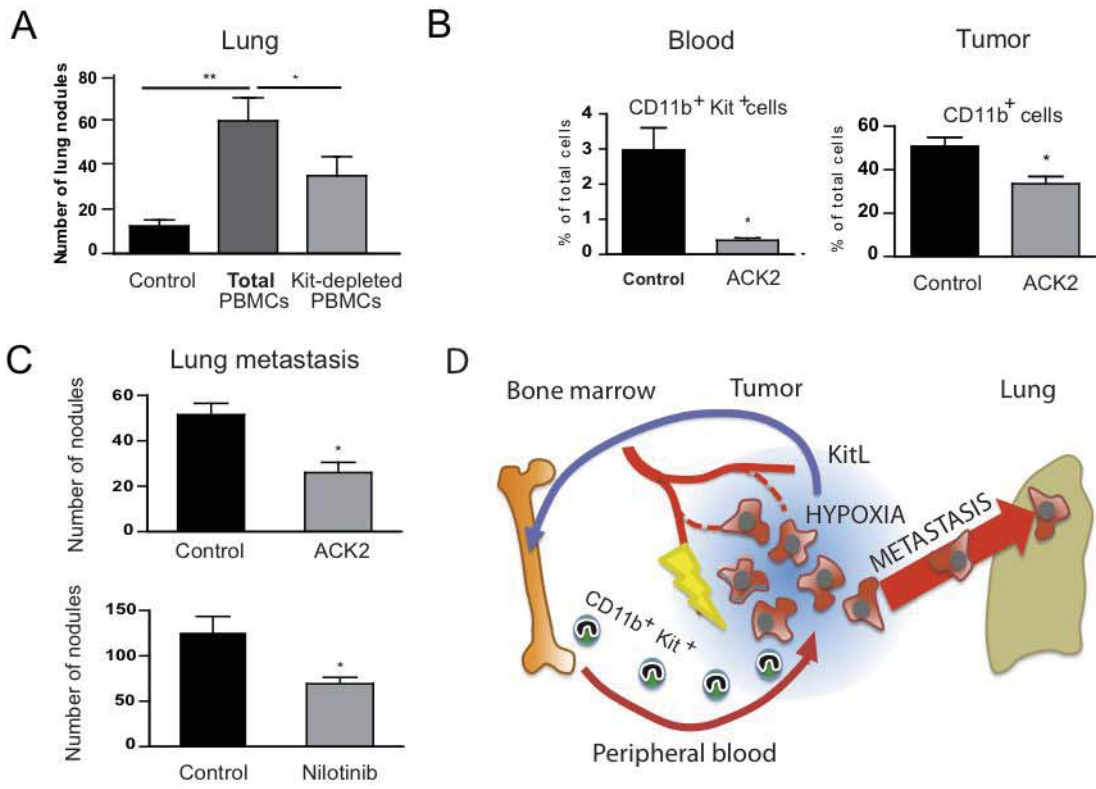 A
Lung
Number of lung nodules
80
60
40
20
0
** *
Control
Total
PBMCs
Kit-depleted
PBMCs
B
Blood
CD11b+ Kit+cells
% of total cells
4
3
2
1
0
*
Control
ACK2
Tumor
CD11b+ cells
% of total cells
60
40
20
0
*
Control
ACK2
C
Lung metastasis
Number of nodules
60
40
20
0
*
Control
ACK2
Number of nodules
150
100
50
0
*
Control
Nilotinib
D
Bone marrow
Tumor
Lung
KitL
HYPOXIA
METASTASIS
CD11b+ Kit+
Peripheral blood